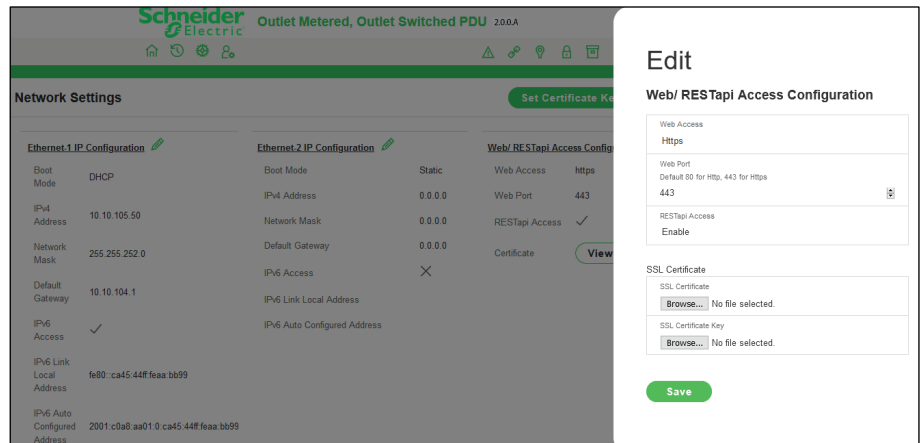 Schneider
Electric
Outlet Metered, Outlet Switched PDU 2.0.0.A
Network Settings
Set Certificate Ke
Ethernet-1 IP Configuration
Boot Mode DHCP
IPv4 Address 10.10.105.50
Network Mask 255.255.252.0
Default Gateway 10.10.104.1
IPv6 Access
IPv6 Link Local Address fe80::ca45:44ff:feaa:bb99
IPv6 Auto Configured Address 2001:c0a8:aa01:0:ca45:44ff:feaa:bb99
Ethernet-2 IP Configuration
Boot Mode Static
IPv4 Address 0.0.0.0
Network Mask 0.0.0.0
Default Gateway 0.0.0.0
IPv6 Access
IPv6 Link Local Address
IPv6 Auto Configured Address
Web/ RESTapi Access Config
Web Access https
Web Port 443
RESTapi Access
Certificate View
Edit
Web/ RESTapi Access Configuration
Web Access
Https
Web Port
Default 80 for Http, 443 for Https
443
RESTapi Access
Enable
SSL Certificate
SSL Certificate
Browse... No file selected.
SSL Certificate Key
Browse... No file selected.
Save